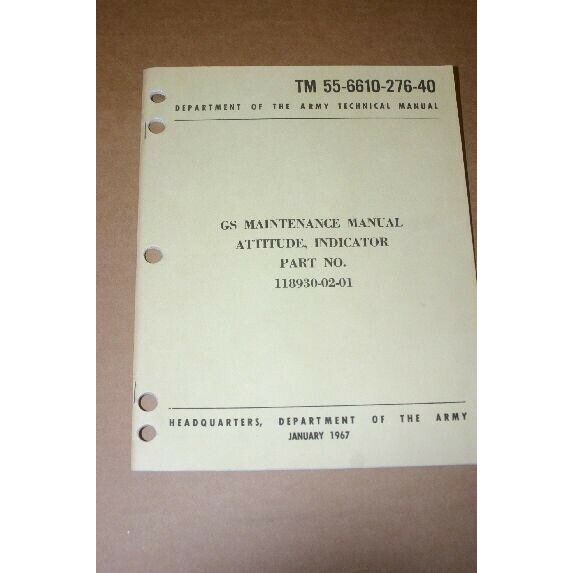 TM 55-6610-276-40
DEPARTMENT OF THE ARMY TECHNICAL MANUAL
GS MAINTENANCE MANUAL
ATTITUDE, INDICATOR
PART NO.
118930-02-01
HEADQUARTERS, DEPARTMENT OF THE ARMY
JANUARY 1967